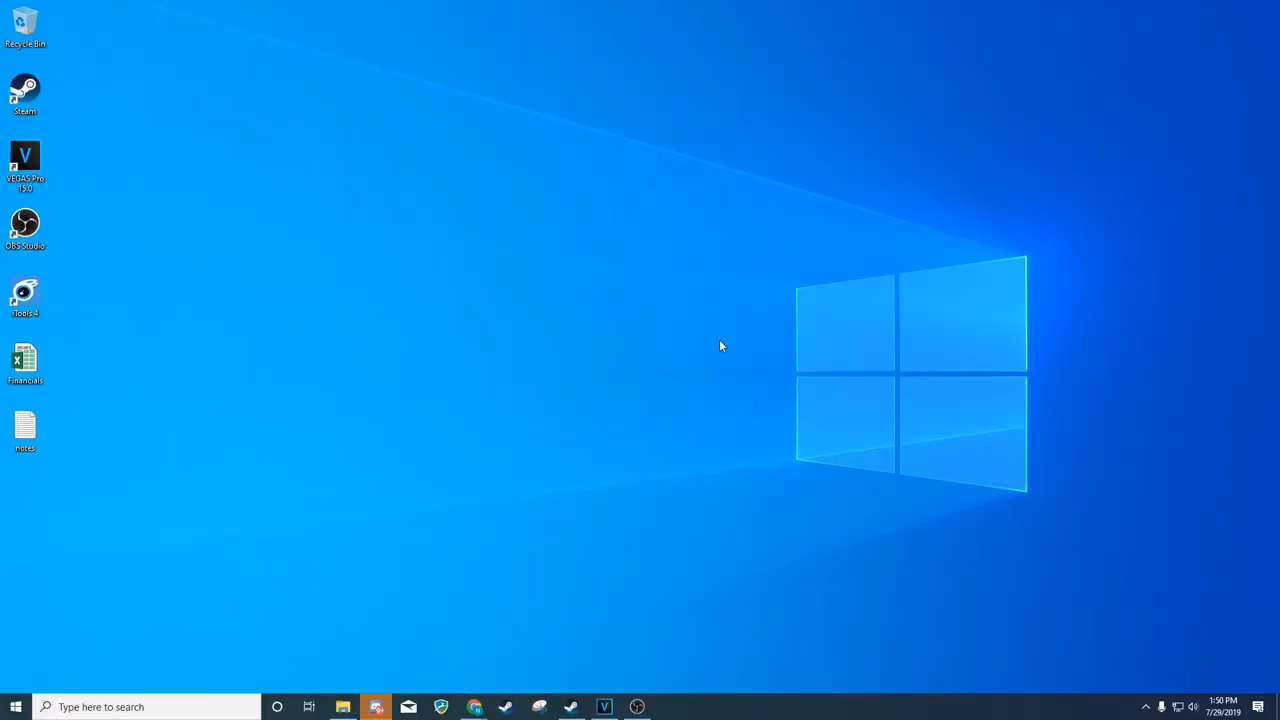 Recycle Bin
Steam
V
VEGAS Pro
15.0
OBS Studio
iTools 4
X
Financials
notes
Type here to search
V
1:50 PM
7/29/2019